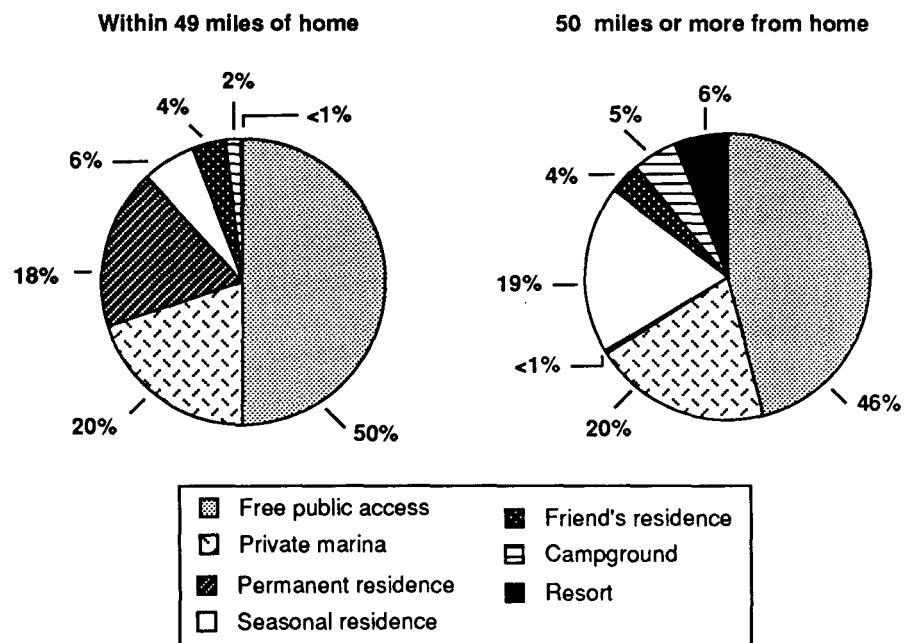 Within 49 miles of home
50 miles or more from home
2%
<1%
4%
6%
18%
20%
50%
6%
5%
4%
19%
<1%
20%
46%
Free public access
Private marina
Permanent residence
Seasonal residence
Friend's residence
Campground
Resort